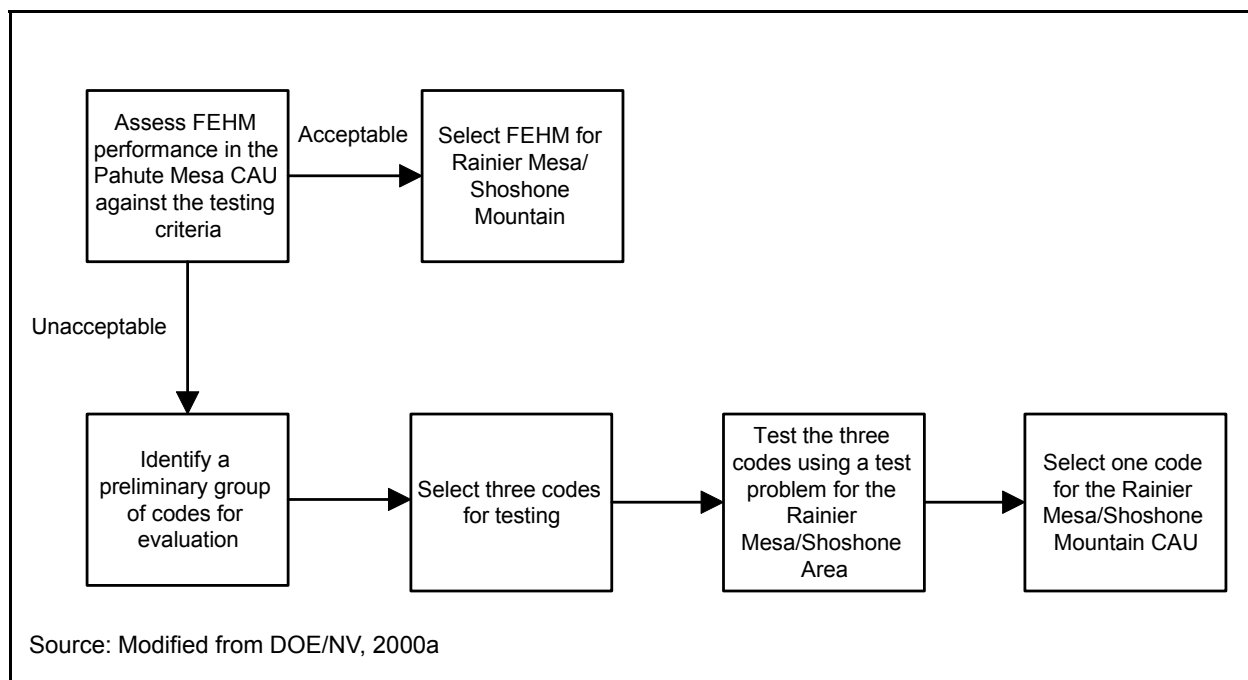 Assess FEHM
performance in the
Pahute Mesa CAU
against the testing
criteria
Acceptable
Select FEHM for
Rainier Mesa/
Shoshone
Mountain
Unacceptable
Identify a
preliminary group
of codes for
evaluation
Select three codes
for testing
Test the three
codes using a test
problem for the
Rainier
Mesa/Shoshone
Area
Select one code
for the Rainier
Mesa/Shoshone
Mountain CAU
Source: Modified from DOE/NV, 2000a